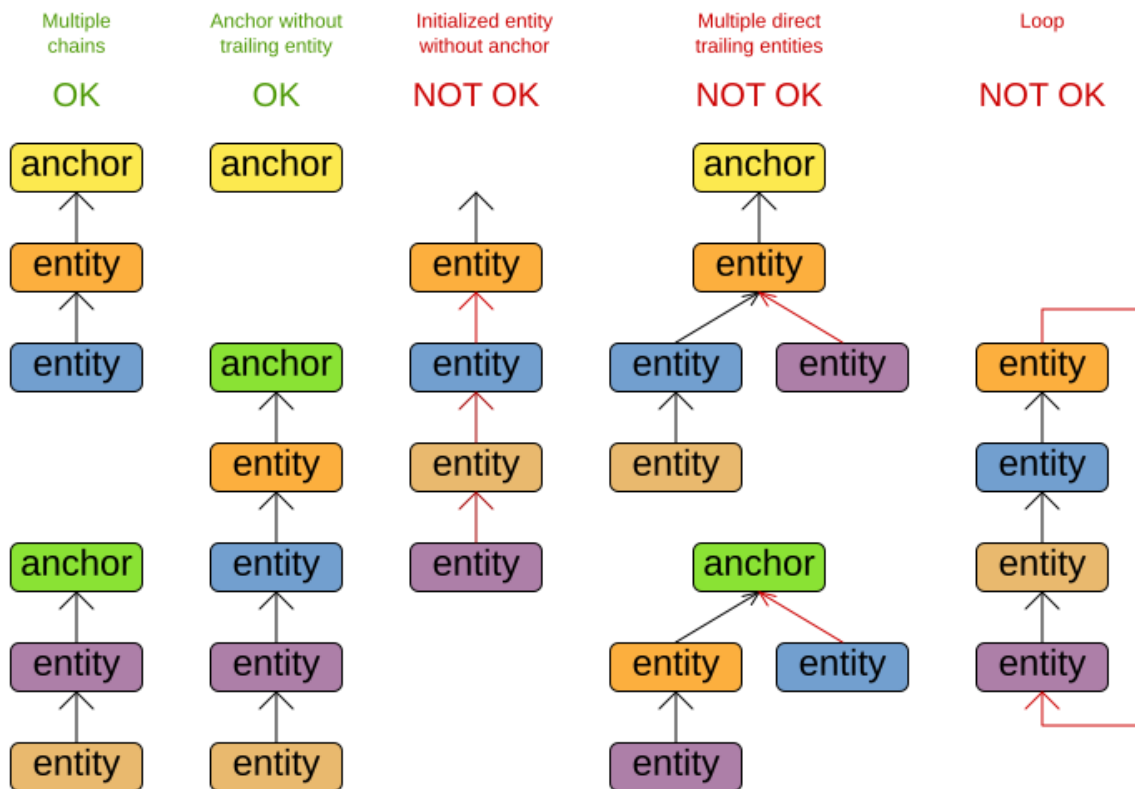 Multiple
chains
OK
anchor
entity
entity
anchor
entity
entity
Anchor without
trailing entity
OK
anchor
anchor
entity
entity
entity
entity
Initialized entity
without anchor
NOT OK
entity
entity
entity
entity
Multiple direct
trailing entities
NOT OK
anchor
entity
entity
entity
entity
anchor
entity
entity
entity
Loop
NOT OK
entity
entity
entity
entity